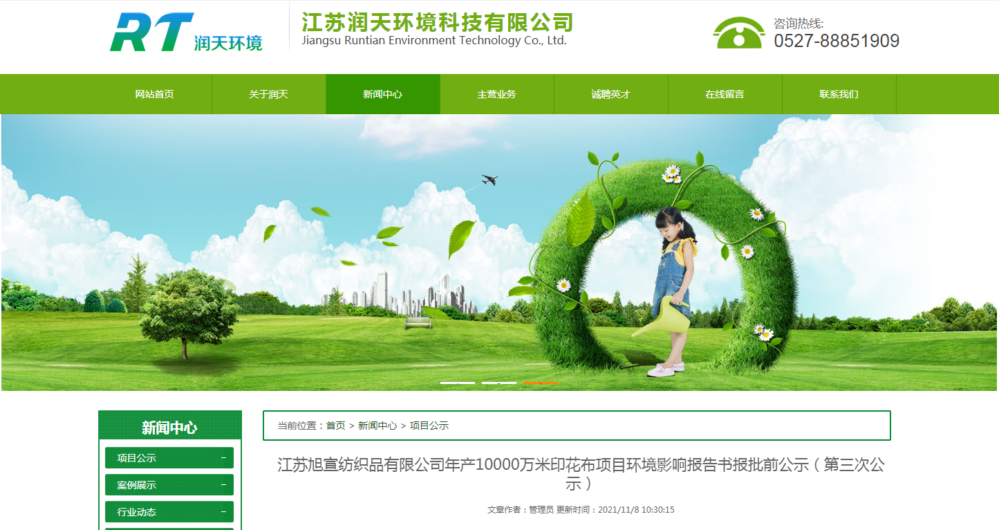 RT 润天环境
江苏润天环境科技有限公司
Jiangsu Runtian Environment Technology Co., Ltd.
咨询热线:
0527-88851909
网站首页 关于润天 新闻中心 主营业务 诚聘英才 在线留言 联系我们
新闻中心
项目公示
案例展示
行业动态
当前位置：首页 > 新闻中心 > 项目公示
江苏旭宣纺织品有限公司年产10000万米印花布项目环境影响报告书报批前公示（第三次公
示）
文章作者：管理员 更新时间：2021/11/8 10:30:15